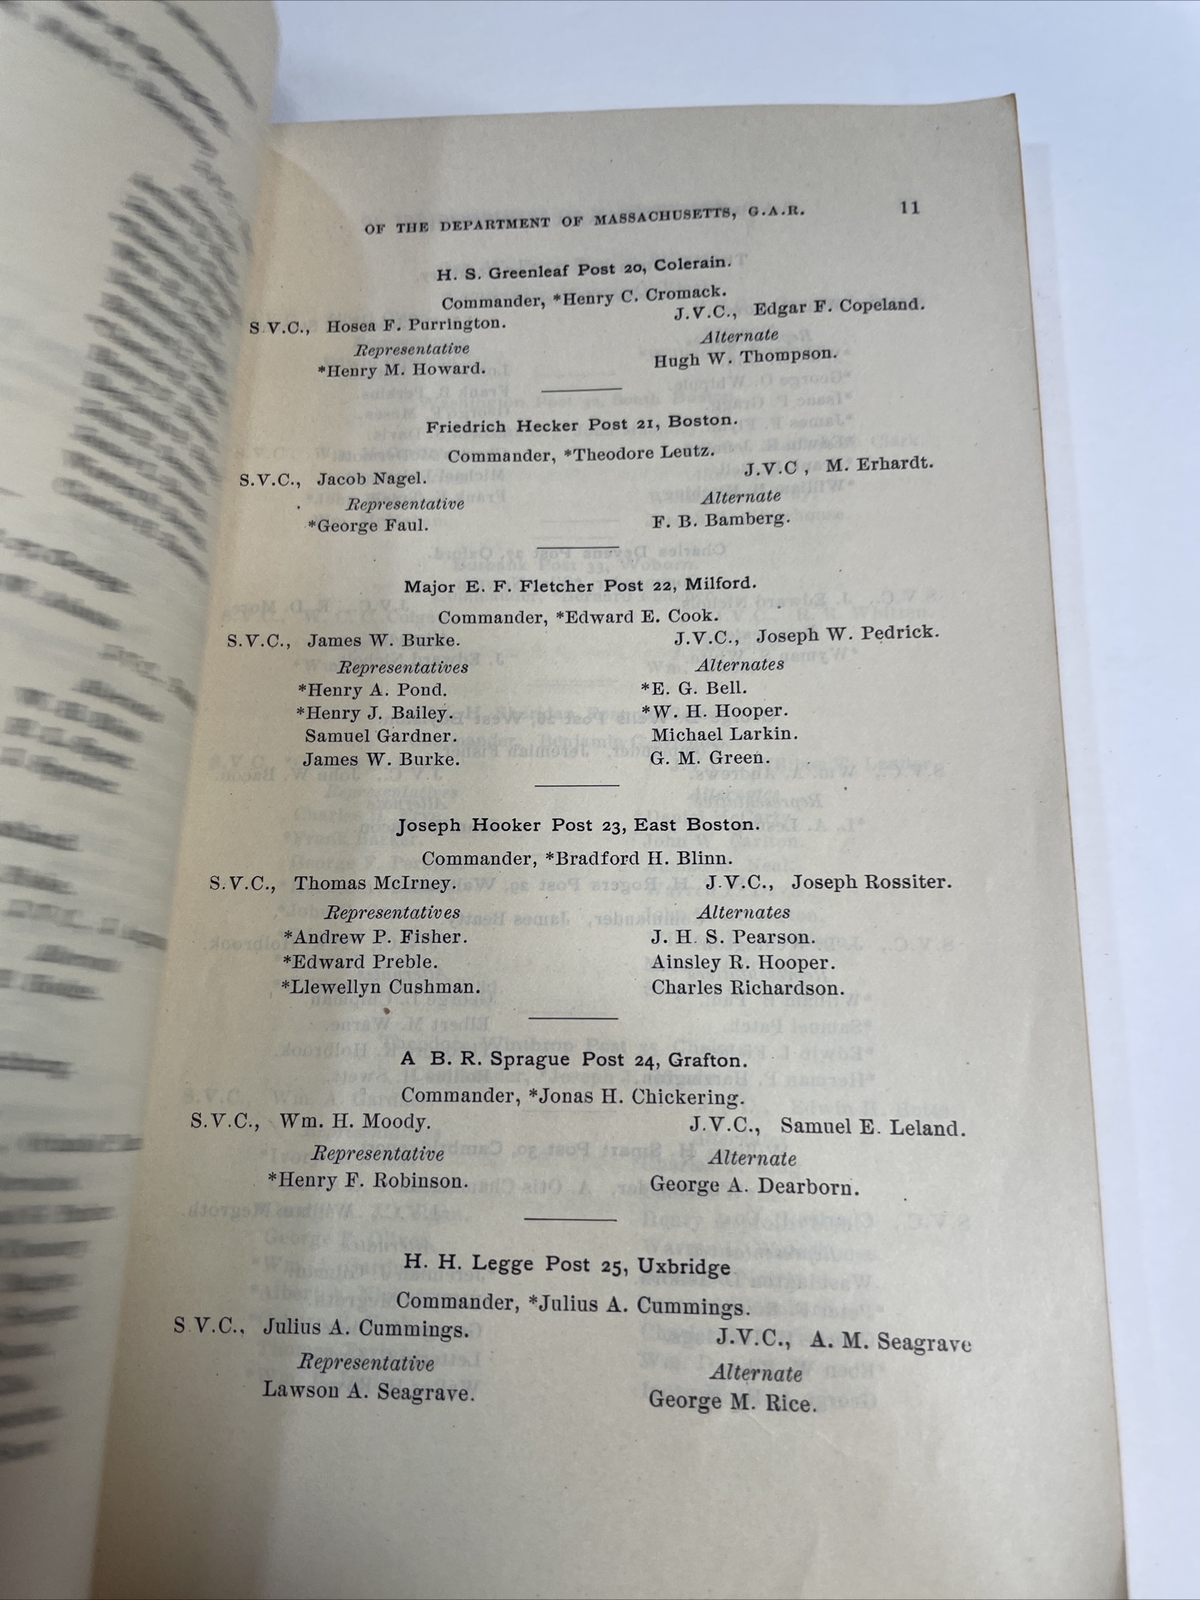 OF THE DEPARTMENT OF MASSACHUSETTS, G.A.R. 11
H. S. Greenleaf Post 20, Colerain.
Commander, *Henry C. Cromack.
S.V.C., Hosea F. Purrington. J.V.C., Edgar F. Copeland.
Representative Alternate
*Henry M. Howard. Hugh W. Thompson.
Friedrich Hecker Post 21, Boston.
Commander, *Theodore Leutz.
S.V.C., Jacob Nagel. J.V.C , M. Erhardt.
Representative Alternate
*George Faul. F. B. Bamberg.
Major E. F. Fletcher Post 22, Milford.
Commander, *Edward E. Cook.
S.V.C., James W. Burke. J.V.C., Joseph W. Pedrick.
Representatives Alternates
*Henry A. Pond. *E. G. Bell.
*Henry J. Bailey. *W. H. Hooper.
Samuel Gardner. Michael Larkin.
James W. Burke. G. M. Green.
Joseph Hooker Post 23, East Boston.
Commander, *Bradford H. Blinn.
S.V.C., Thomas McIrney. J.V.C., Joseph Rossiter.
Representatives Alternates
*Andrew P. Fisher. J. H. S. Pearson.
*Edward Preble. Ainsley R. Hooper.
*Llewellyn Cushman. Charles Richardson.
A B. R. Sprague Post 24, Grafton.
Commander, *Jonas H. Chickering.
S.V.C., Wm. H. Moody. J.V.C., Samuel E. Leland.
Representative Alternate
*Henry F. Robinson. George A. Dearborn.
H. H. Legge Post 25, Uxbridge
Commander, *Julius A. Cummings.
S.V.C., Julius A. Cummings. J.V.C., A. M. Seagrave
Representative Alternate
Lawson A. Seagrave. George M. Rice.